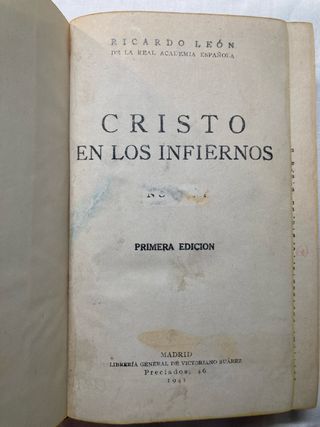 RICARDO LEÓN
DE LA REAL ACADEMIA ESPAÑOLA
CRISTO
EN LOS INFIERNOS
PRIMERA EDICION
MADRID
LIBRERÍA GENERAL DE VICTORIANO SUÁREZ
Preciados, 46
1941